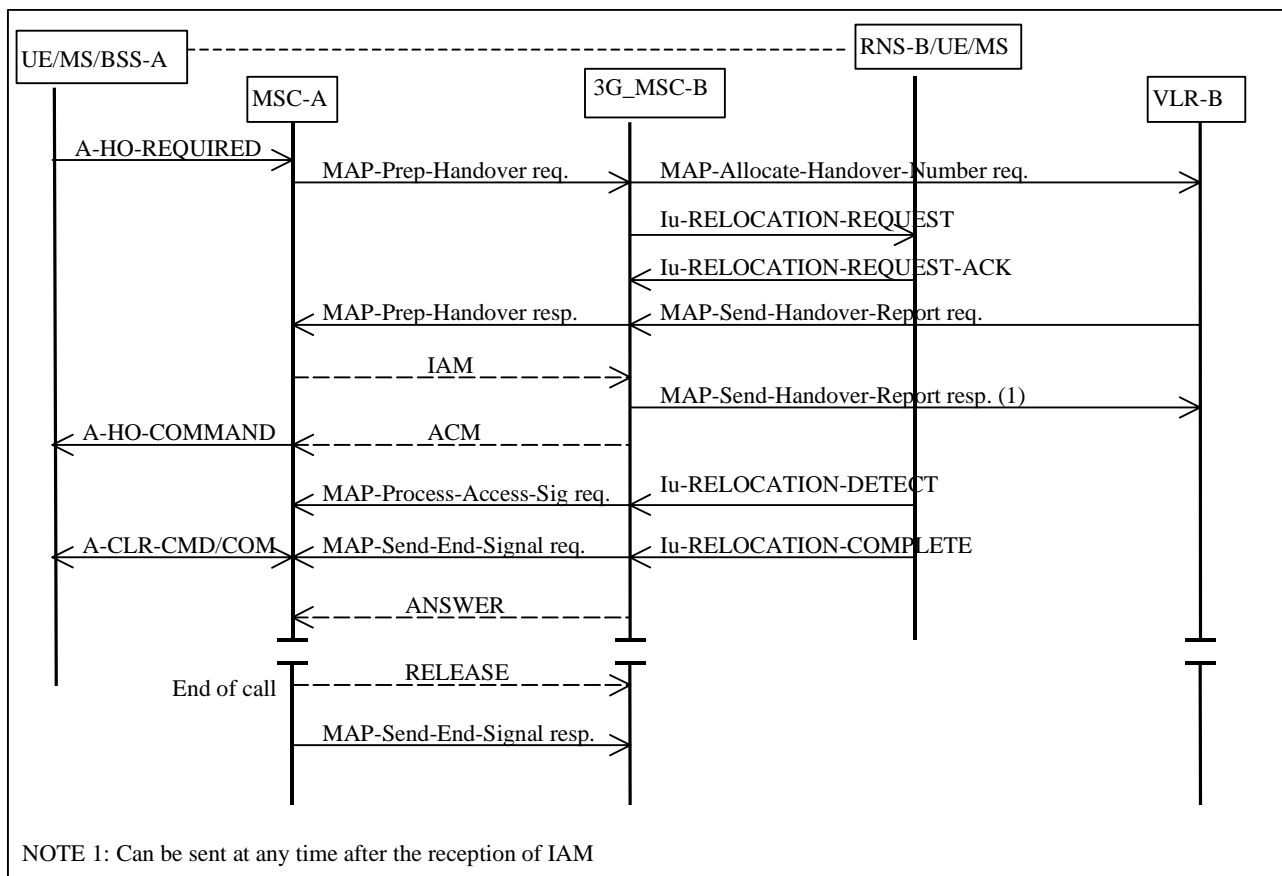 UE/MS/BSS-A
RNS-B/UE/MS
MSC-A
3G_MSC-B
VLR-B
A-HO-REQUIRED
MAP-Prep-Handover req.
MAP-Allocate-Handover-Number req.
Iu-RELOCATION-REQUEST
Iu-RELOCATION-REQUEST-ACK
MAP-Prep-Handover resp.
MAP-Send-Handover-Report req.
IAM
MAP-Send-Handover-Report resp. (1)
A-HO-COMMAND
ACM
MAP-Process-Access-Sig req.
Iu-RELOCATION-DETECT
A-CLR-CMD/COM
MAP-Send-End-Signal req.
Iu-RELOCATION-COMPLETE
ANSWER
End of call
RELEASE
MAP-Send-End-Signal resp.
NOTE 1: Can be sent at any time after the reception of IAM